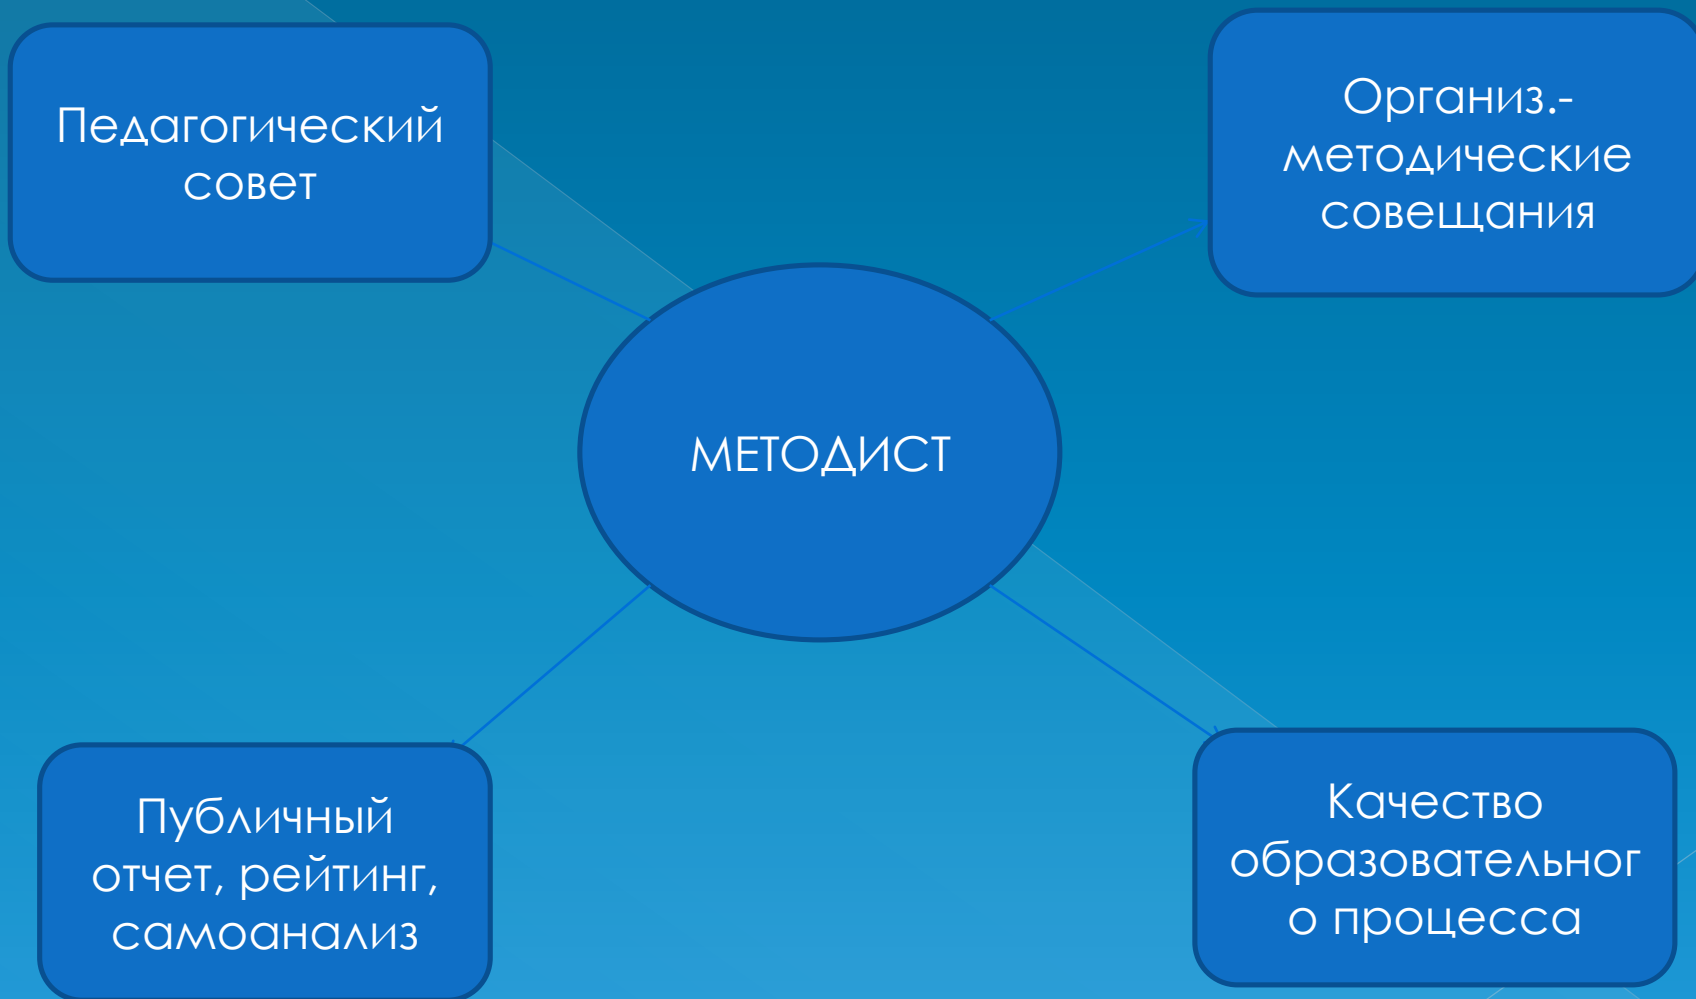 Педагогический
совет
Организ.-
методические
совещания
МЕТОДИСТ
Публичный
отчет, рейтинг,
самоанализ
Качество
образовательног
о процесса